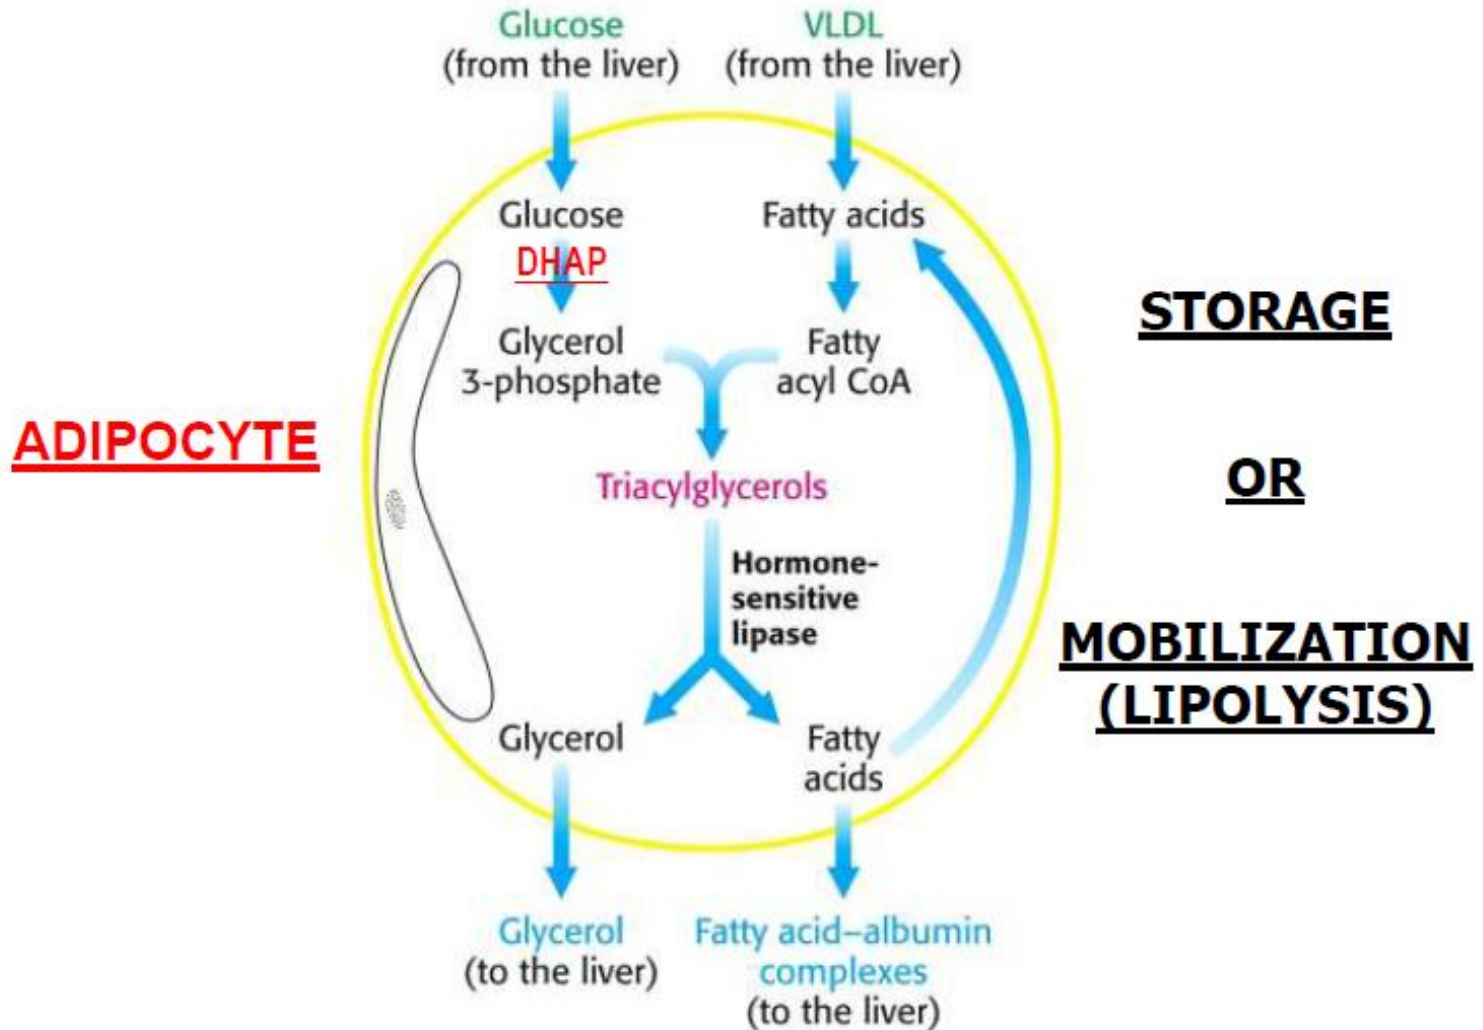 Glucose
(from the liver)
VLDL
(from the liver)
Glucose
DHAP
Glycerol
3-phosphate
Fatty acids
Fatty
acyl CoA
Triacylglycerols
Hormone-
sensitive
lipase
Glycerol
Fatty
acids
Glycerol
(to the liver)
Fatty acid–albumin
complexes
(to the liver)
ADIPOCYTE
STORAGE
OR
MOBILIZATION
(LIPOLYSIS)